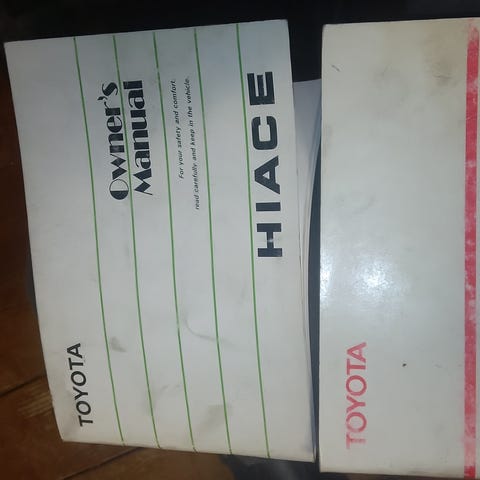 TOYOTA
Owner's
Manual
For your safety and comfort.
read carefully and keep in the vehicle.
HIACE
TOYOTA